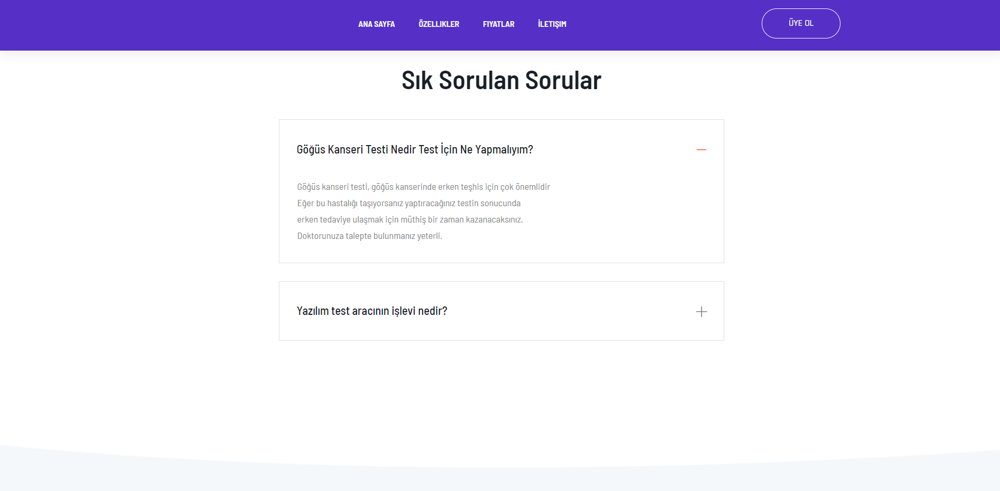 ANA SAYFA ÖZELLIKLER FIYATLAR İLETIŞIM ÜYE OL
Sık Sorulan Sorular
Göğüs Kanseri Testi Nedir Test İçin Ne Yapmalıyım?
Göğüs kanseri testi, göğüs kanserinde erken teşhis için çok önemlidir
Eğer bu hastalığı taşıyorsanız yaptıracağınız testin sonucunda
erken tedaviye ulaşmak için müthiş bir zaman kazanacaksınız.
Doktorunuza talepte bulunmanız yeterli.
Yazılım test aracının işlevi nedir?